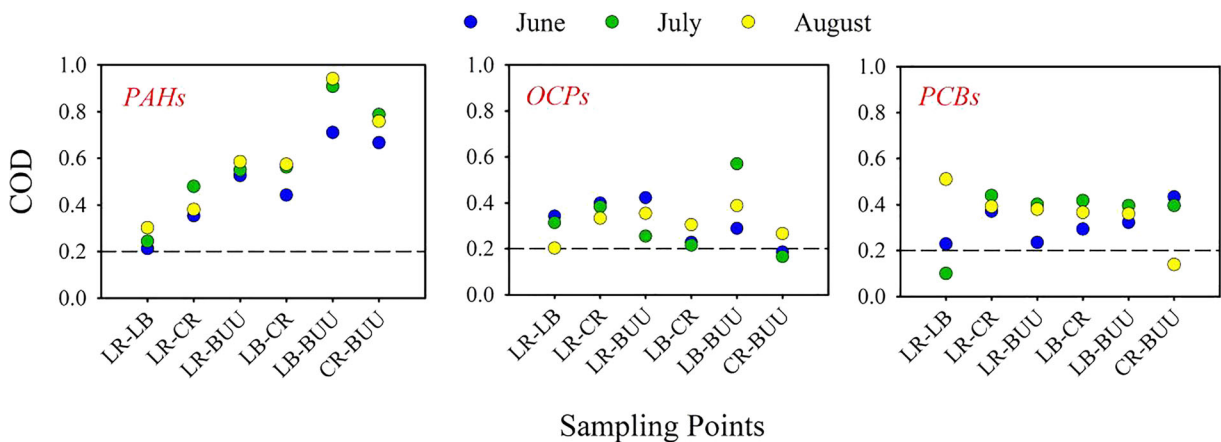 June July August
PAHs
OCPs
PCBs
COD
1.0
0.8
0.6
0.4
0.2
0.0
1.0
0.8
0.6
0.4
0.2
0.0
1.0
0.8
0.6
0.4
0.2
0.0
LR-LB
LR-CR
LR-BUU
LB-CR
LB-BUU
CR-BUU
LR-LB
LR-CR
LR-BUU
LB-CR
LB-BUU
CR-BUU
LR-LB
LR-CR
LR-BUU
LB-CR
LB-BUU
CR-BUU
Sampling Points